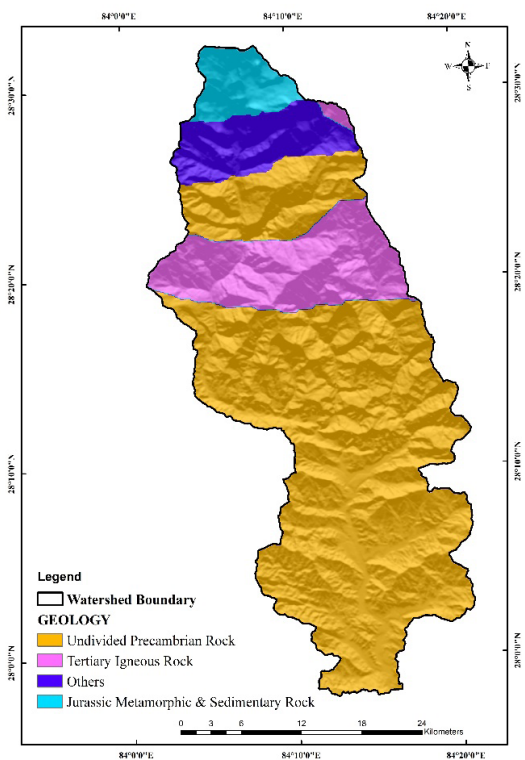 84°0'0"E 84°10'0"E 84°20'0"E
N
W E
S
28°30'0"N 28°30'0"N
28°20'0"N 28°20'0"N
28°10'0"N 28°10'0"N
28°0'0"N 28°0'0"N
Legend
Watershed Boundary
GEOLOGY
Undivided Precambrian Rock
Tertiary Igneous Rock
Others
Jurassic Metamorphic & Sedimentary Rock
0 3 6 12 18 24
Kilometers
84°0'0"E 84°10'0"E 84°20'0"E